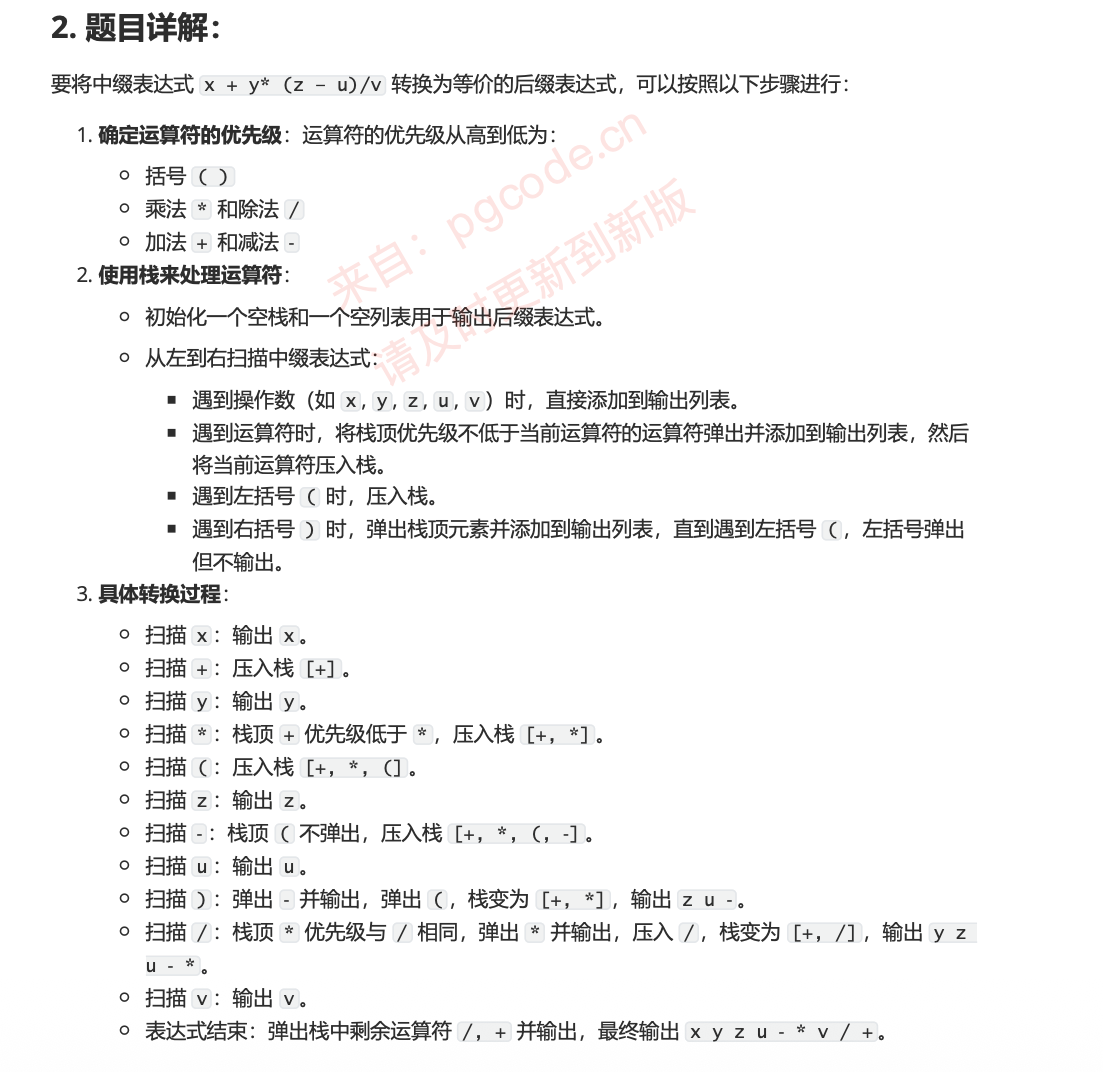 2. 题目详解：
要将中缀表达式 x + y* (z − u)/v 转换为等价的后缀表达式，可以按照以下步骤进行：
1. 确定运算符的优先级：运算符的优先级从高到低为：
括号 ( )
乘法 * 和除法 /
加法 + 和减法 -
2. 使用栈来处理运算符：
初始化一个空栈和一个空列表用于输出后缀表达式。
从左到右扫描中缀表达式：
遇到操作数（如 x, y, z, u, v）时，直接添加到输出列表。
遇到运算符时，将栈顶优先级不低于当前运算符的运算符弹出并添加到输出列表，然后
将当前运算符压入栈。
遇到左括号 ( 时，压入栈。
遇到右括号 ) 时，弹出栈顶元素并添加到输出列表，直到遇到左括号 (，左括号弹出
但不输出。
3. 具体转换过程：
扫描 x：输出 x。
扫描 +：压入栈 [+]。
扫描 y：输出 y。
扫描 *：栈顶 + 优先级低于 *，压入栈 [+, *]。
扫描 (：压入栈 [+, *, (]。
扫描 z：输出 z。
扫描 -：栈顶 ( 不弹出，压入栈 [+, *, (, -]。
扫描 u：输出 u。
扫描 )：弹出 - 并输出，弹出 (，栈变为 [+, *]，输出 z u -。
扫描 /：栈顶 * 优先级与 / 相同，弹出 * 并输出，压入 /，栈变为 [+, /]，输出 y z
u - *。
扫描 v：输出 v。
表达式结束：弹出栈中剩余运算符 /, + 并输出，最终输出 x y z u - * v / +。
来自：pgcode.cn
请及时更新到新版